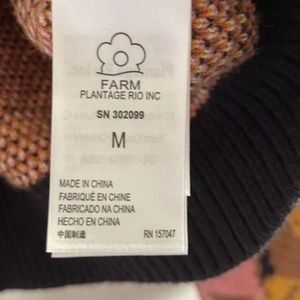 FARM
PLANTAGE RIO INC
SN 302099
M
MADE IN CHINA
FABRIQUÉ EN CHINE
FABRICADO NA CHINA
HECHO EN CHINA
中国制造 RN 157047